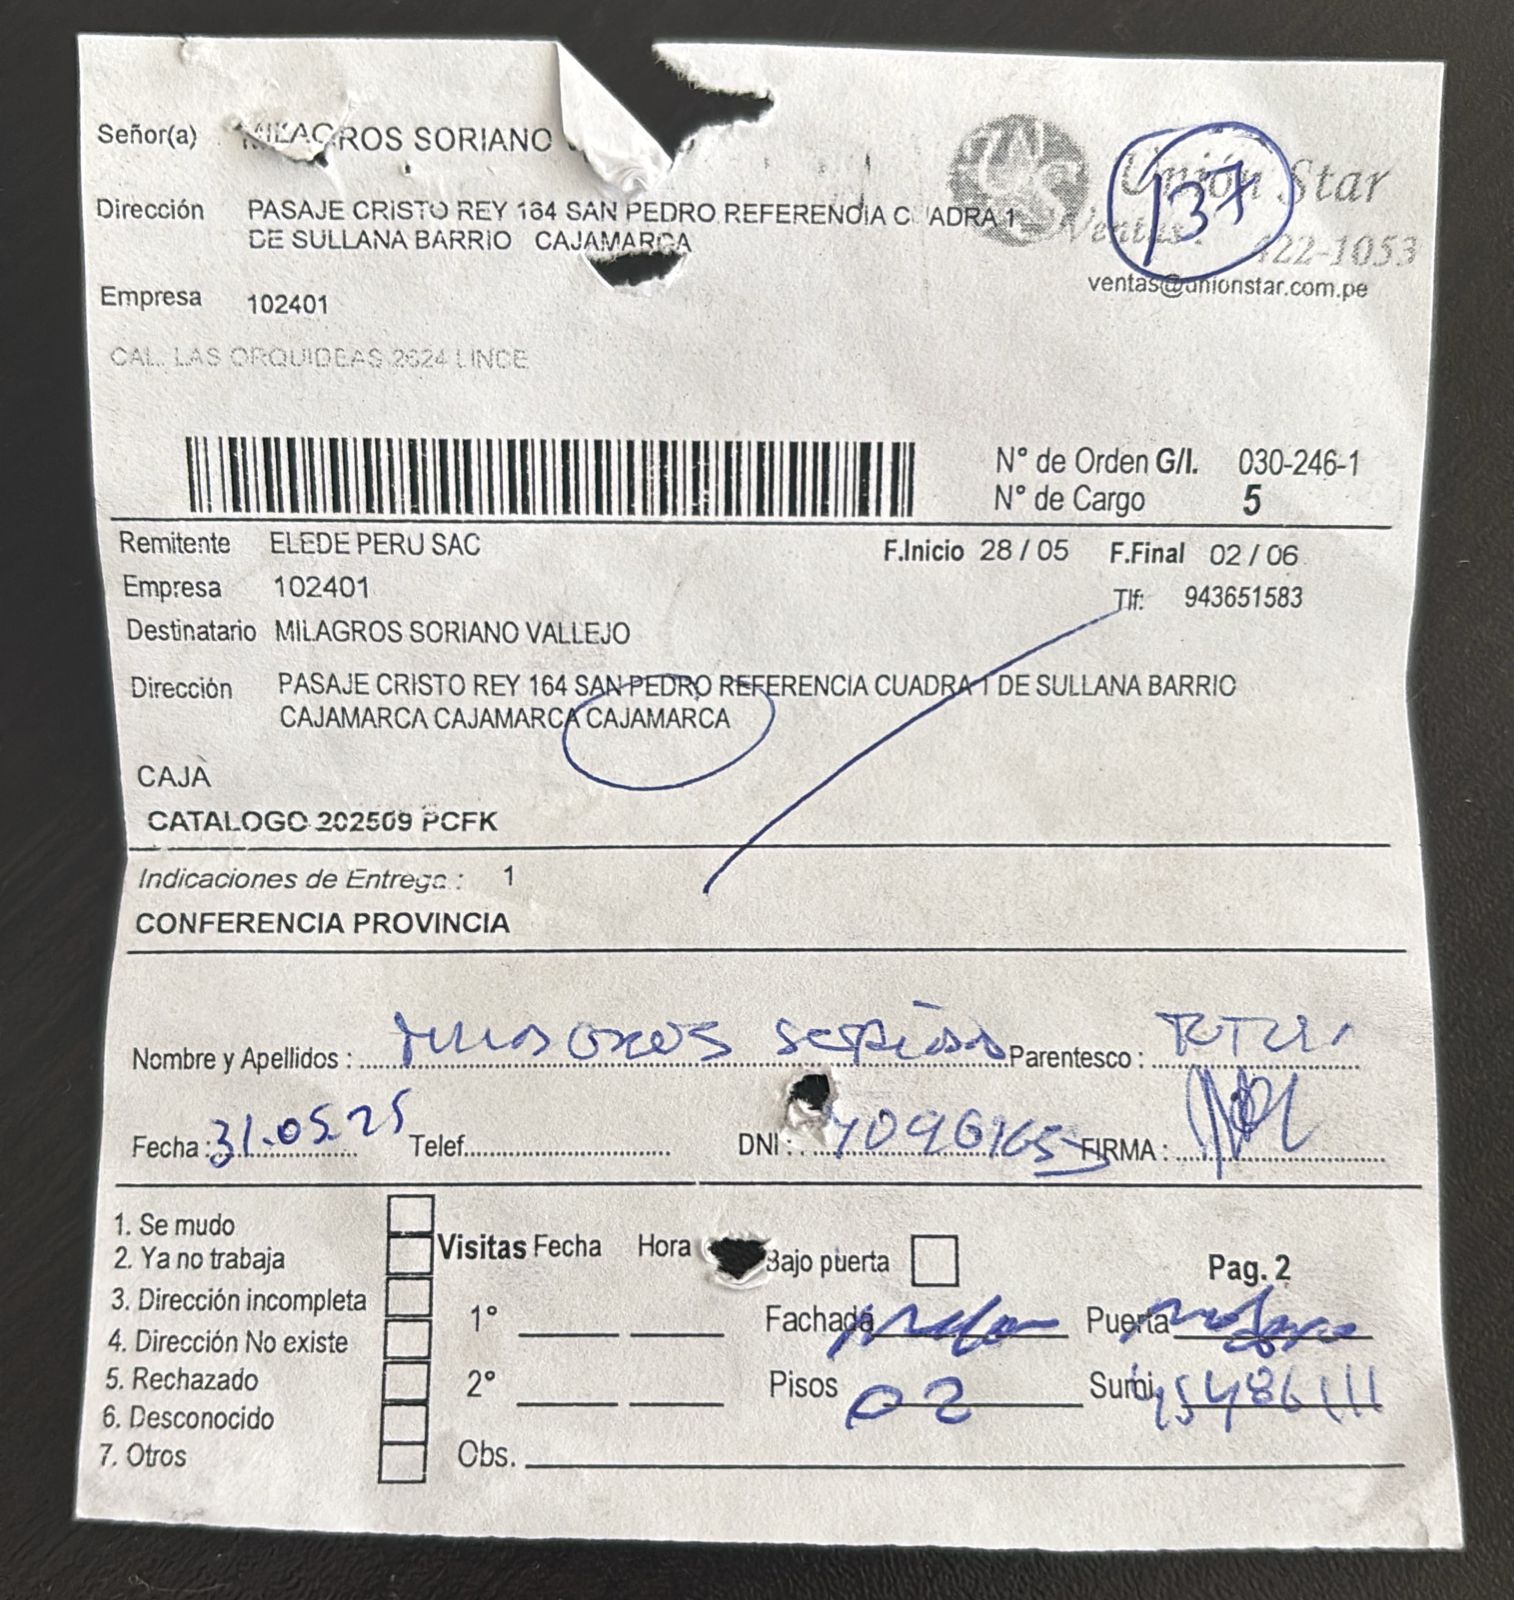 Señor(a) MILAGROS SORIANO
Unión Star
137
Dirección PASAJE CRISTO REY 164 SAN PEDRO REFERENCIA CUADRA 1
DE SULLANA BARRIO CAJAMARCA
Ventas: 422-1053
ventas@unionstar.com.pe
Empresa 102401
CAL. LAS ORQUIDEAS 2624 LINCE
N° de Orden G/I. 030-246-1
N° de Cargo 5
Remitente ELEDE PERU SAC F.Inicio 28 / 05 F.Final 02 / 06
Empresa 102401 Tlf: 943651583
Destinatario MILAGROS SORIANO VALLEJO
Dirección PASAJE CRISTO REY 164 SAN PEDRO REFERENCIA CUADRA 1 DE SULLANA BARRIO
CAJAMARCA CAJAMARCA CAJAMARCA
CAJA
CATALOGO 202509 PCFK
Indicaciones de Entrega : 1
CONFERENCIA PROVINCIA
Nombre y Apellidos : Parentesco :
Fecha : 31.05.25 Telef. DNI : FIRMA :
1. Se mudo
2. Ya no trabaja
3. Dirección incompleta
4. Dirección No existe
5. Rechazado
6. Desconocido
7. Otros
Visitas Fecha Hora Bajo puerta
Pag. 2
1° Fachada Puerta
2° Pisos 02 Sumi.
Obs.